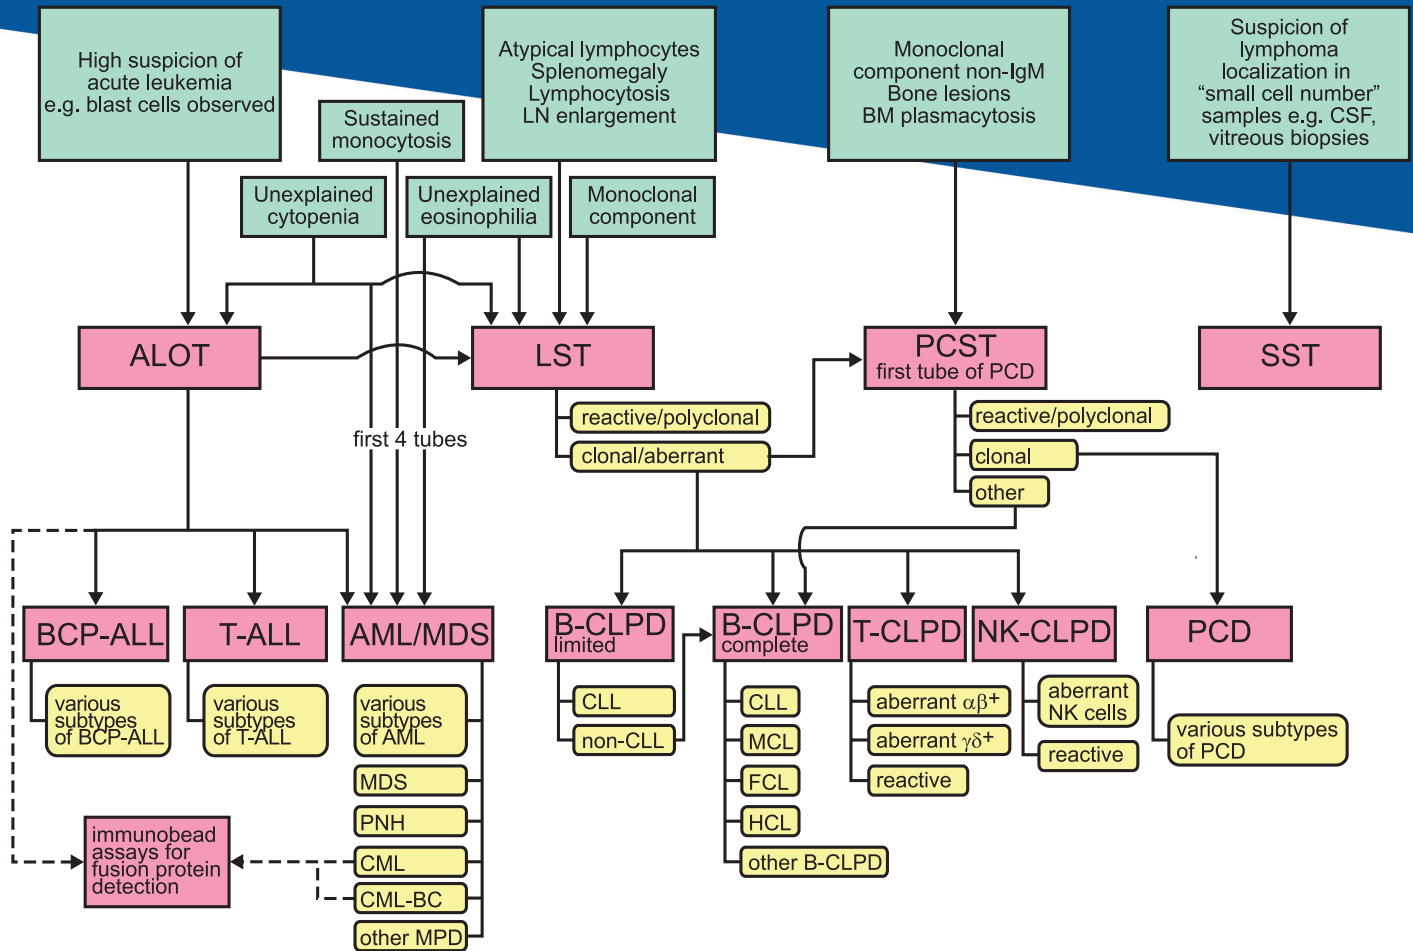 High suspicion of
acute leukemia
e.g. blast cells observed
Atypical lymphocytes
Splenomegaly
Lymphocytosis
LN enlargement
Monoclonal
component non-IgM
Bone lesions
BM plasmacytosis
Suspicion of
lymphoma
localization in
“small cell number”
samples e.g. CSF,
vitreous biopsies
Sustained
monocytosis
Unexplained
cytopenia
Unexplained
eosinophilia
Monoclonal
component
ALOT
LST
PCST
first tube of PCD
SST
reactive/polyclonal
clonal/aberrant
reactive/polyclonal
clonal
other
first 4 tubes
BCP-ALL
T-ALL
AML/MDS
B-CLPD
limited
B-CLPD
complete
T-CLPD
NK-CLPD
PCD
various
subtypes
of BCP-ALL
various
subtypes
of T-ALL
various
subtypes
of AML
MDS
PNH
CML
CML-BC
other MPD
immunobead
assays for
fusion protein
detection
CLL
non-CLL
CLL
MCL
FCL
HCL
other B-CLPD
aberrant αβ+
aberrant γδ+
reactive
aberrant
NK cells
reactive
various subtypes
of PCD